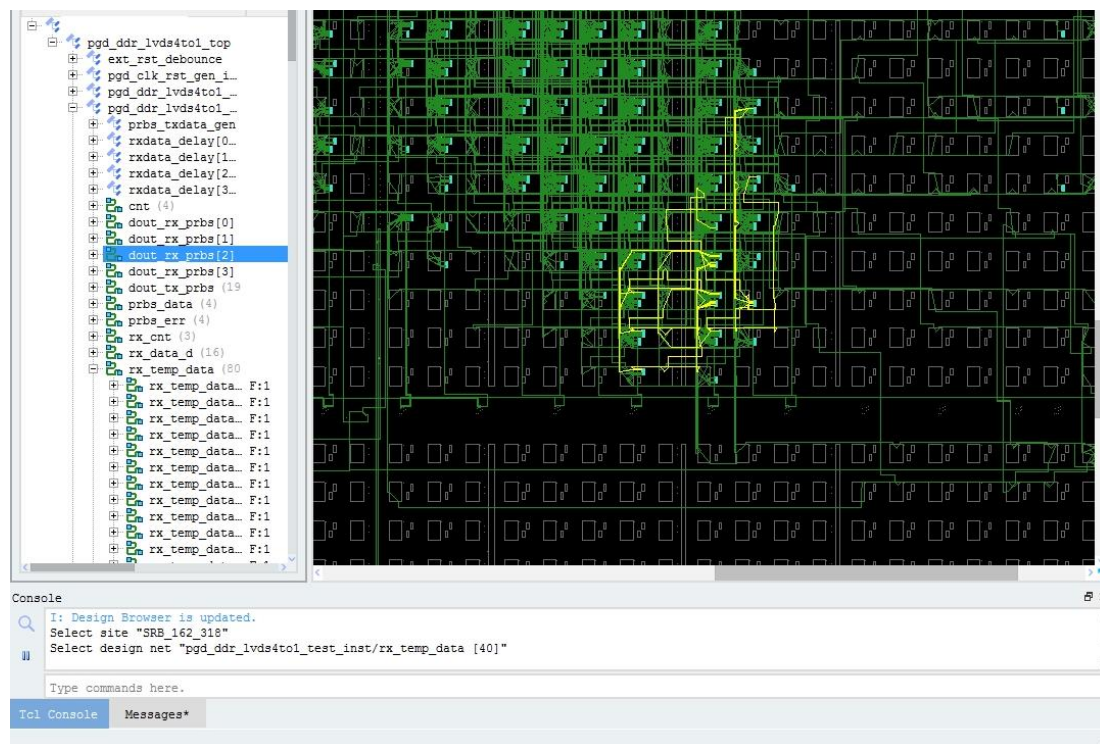 pgd_ddr_lvds4to1_top
ext_rst_debounce
pgd_clk_rst_gen_i…
pgd_ddr_lvds4to1_…
pgd_ddr_lvds4to1_…
prbs_txdata_gen
rxdata_delay[0…
rxdata_delay[1…
rxdata_delay[2…
rxdata_delay[3…
cnt (4)
dout_rx_prbs[0]
dout_rx_prbs[1]
dout_rx_prbs[2]
dout_rx_prbs[3]
dout_tx_prbs (19
prbs_data (4)
prbs_err (4)
rx_cnt (3)
rx_data_d (16)
rx_temp_data (80
rx_temp_data… F:1
rx_temp_data… F:1
rx_temp_data… F:1
rx_temp_data… F:1
rx_temp_data… F:1
rx_temp_data… F:1
rx_temp_data… F:1
rx_temp_data… F:1
rx_temp_data… F:1
rx_temp_data… F:1
rx_temp_data… F:1
Console
I: Design Browser is updated.
Select site "SRB_162_318"
Select design net "pgd_ddr_lvds4to1_test_inst/rx_temp_data [40]"
Type commands here.
Tcl Console Messages*